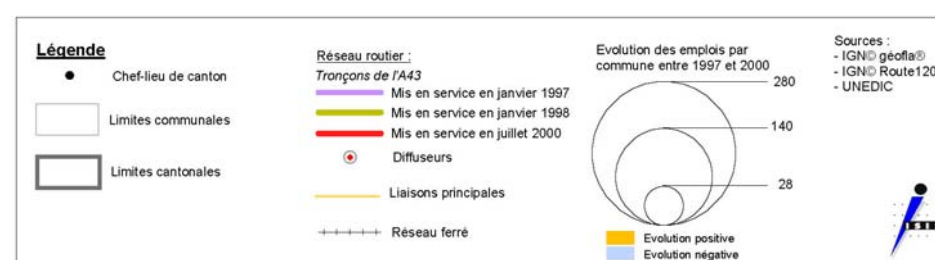 Légende
Chef-lieu de canton
Limites communales
Limites cantonales
Réseau routier :
Tronçons de l'A43
Mis en service en janvier 1997
Mis en service en janvier 1998
Mis en service en juillet 2000
Diffuseurs
Liaisons principales
Réseau ferré
Evolution des emplois par
commune entre 1997 et 2000
280
140
28
Evolution positive
Evolution négative
Sources :
- IGN© géofla®
- IGN© Route120
- UNEDIC
ISI